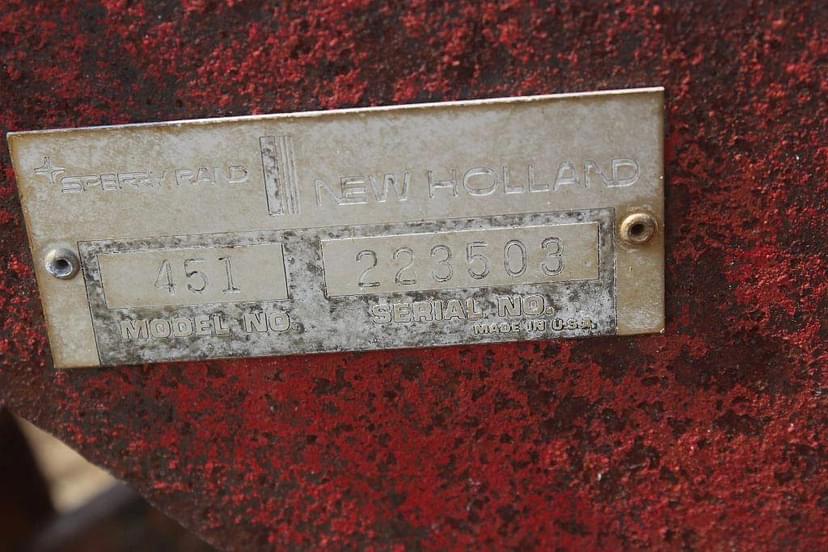 SPERRY RAND NEW HOLLAND
451 223503
MODEL NO. SERIAL NO.
MADE IN U.S.A.